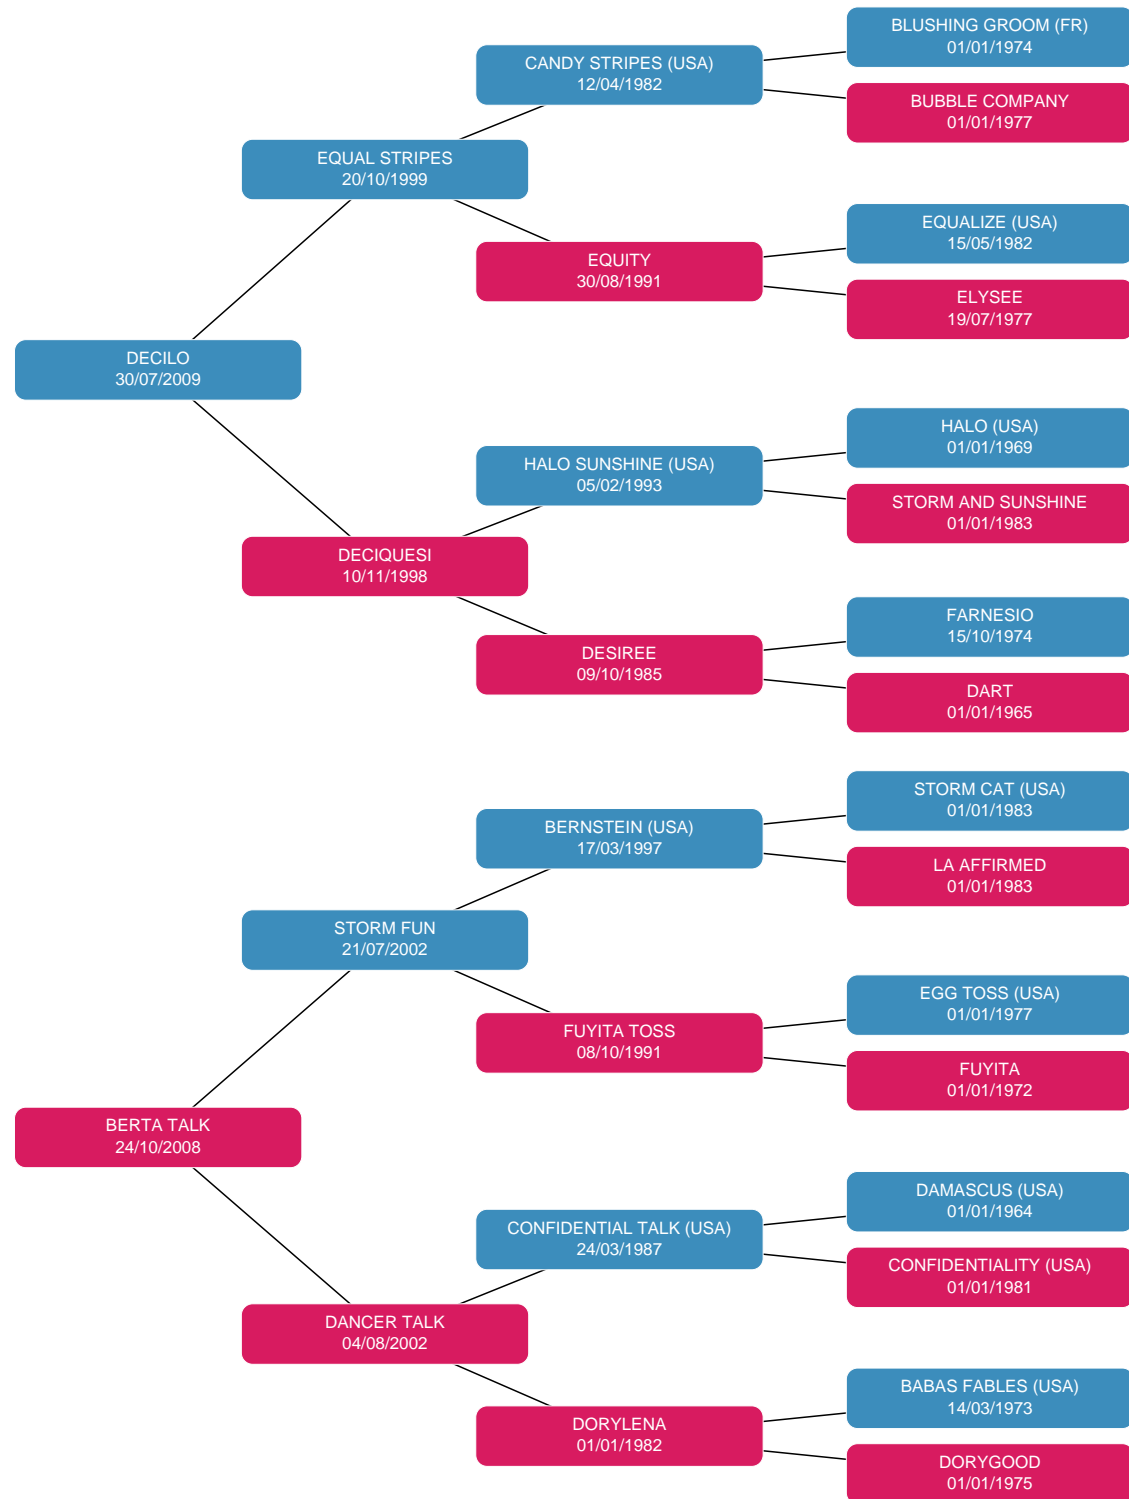 BLUSHING GROOM (FR)
01/01/1974
CANDY STRIPES (USA)
12/04/1982
BUBBLE COMPANY
01/01/1977
EQUAL STRIPES
20/10/1999
EQUALIZE (USA)
15/05/1982
EQUITY
30/08/1991
ELYSEE
19/07/1977
DECILO
30/07/2009
HALO (USA)
01/01/1969
HALO SUNSHINE (USA)
05/02/1993
STORM AND SUNSHINE
01/01/1983
DECIQUESI
10/11/1998
FARNESIO
15/10/1974
DESIREE
09/10/1985
DART
01/01/1965
STORM CAT (USA)
01/01/1983
BERNSTEIN (USA)
17/03/1997
LA AFFIRMED
01/01/1983
STORM FUN
21/07/2002
EGG TOSS (USA)
01/01/1977
FUYITA TOSS
08/10/1991
FUYITA
01/01/1972
BERTA TALK
24/10/2008
DAMASCUS (USA)
01/01/1964
CONFIDENTIAL TALK (USA)
24/03/1987
CONFIDENTIALITY (USA)
01/01/1981
DANCER TALK
04/08/2002
BABAS FABLES (USA)
14/03/1973
DORYLENA
01/01/1982
DORYGOOD
01/01/1975